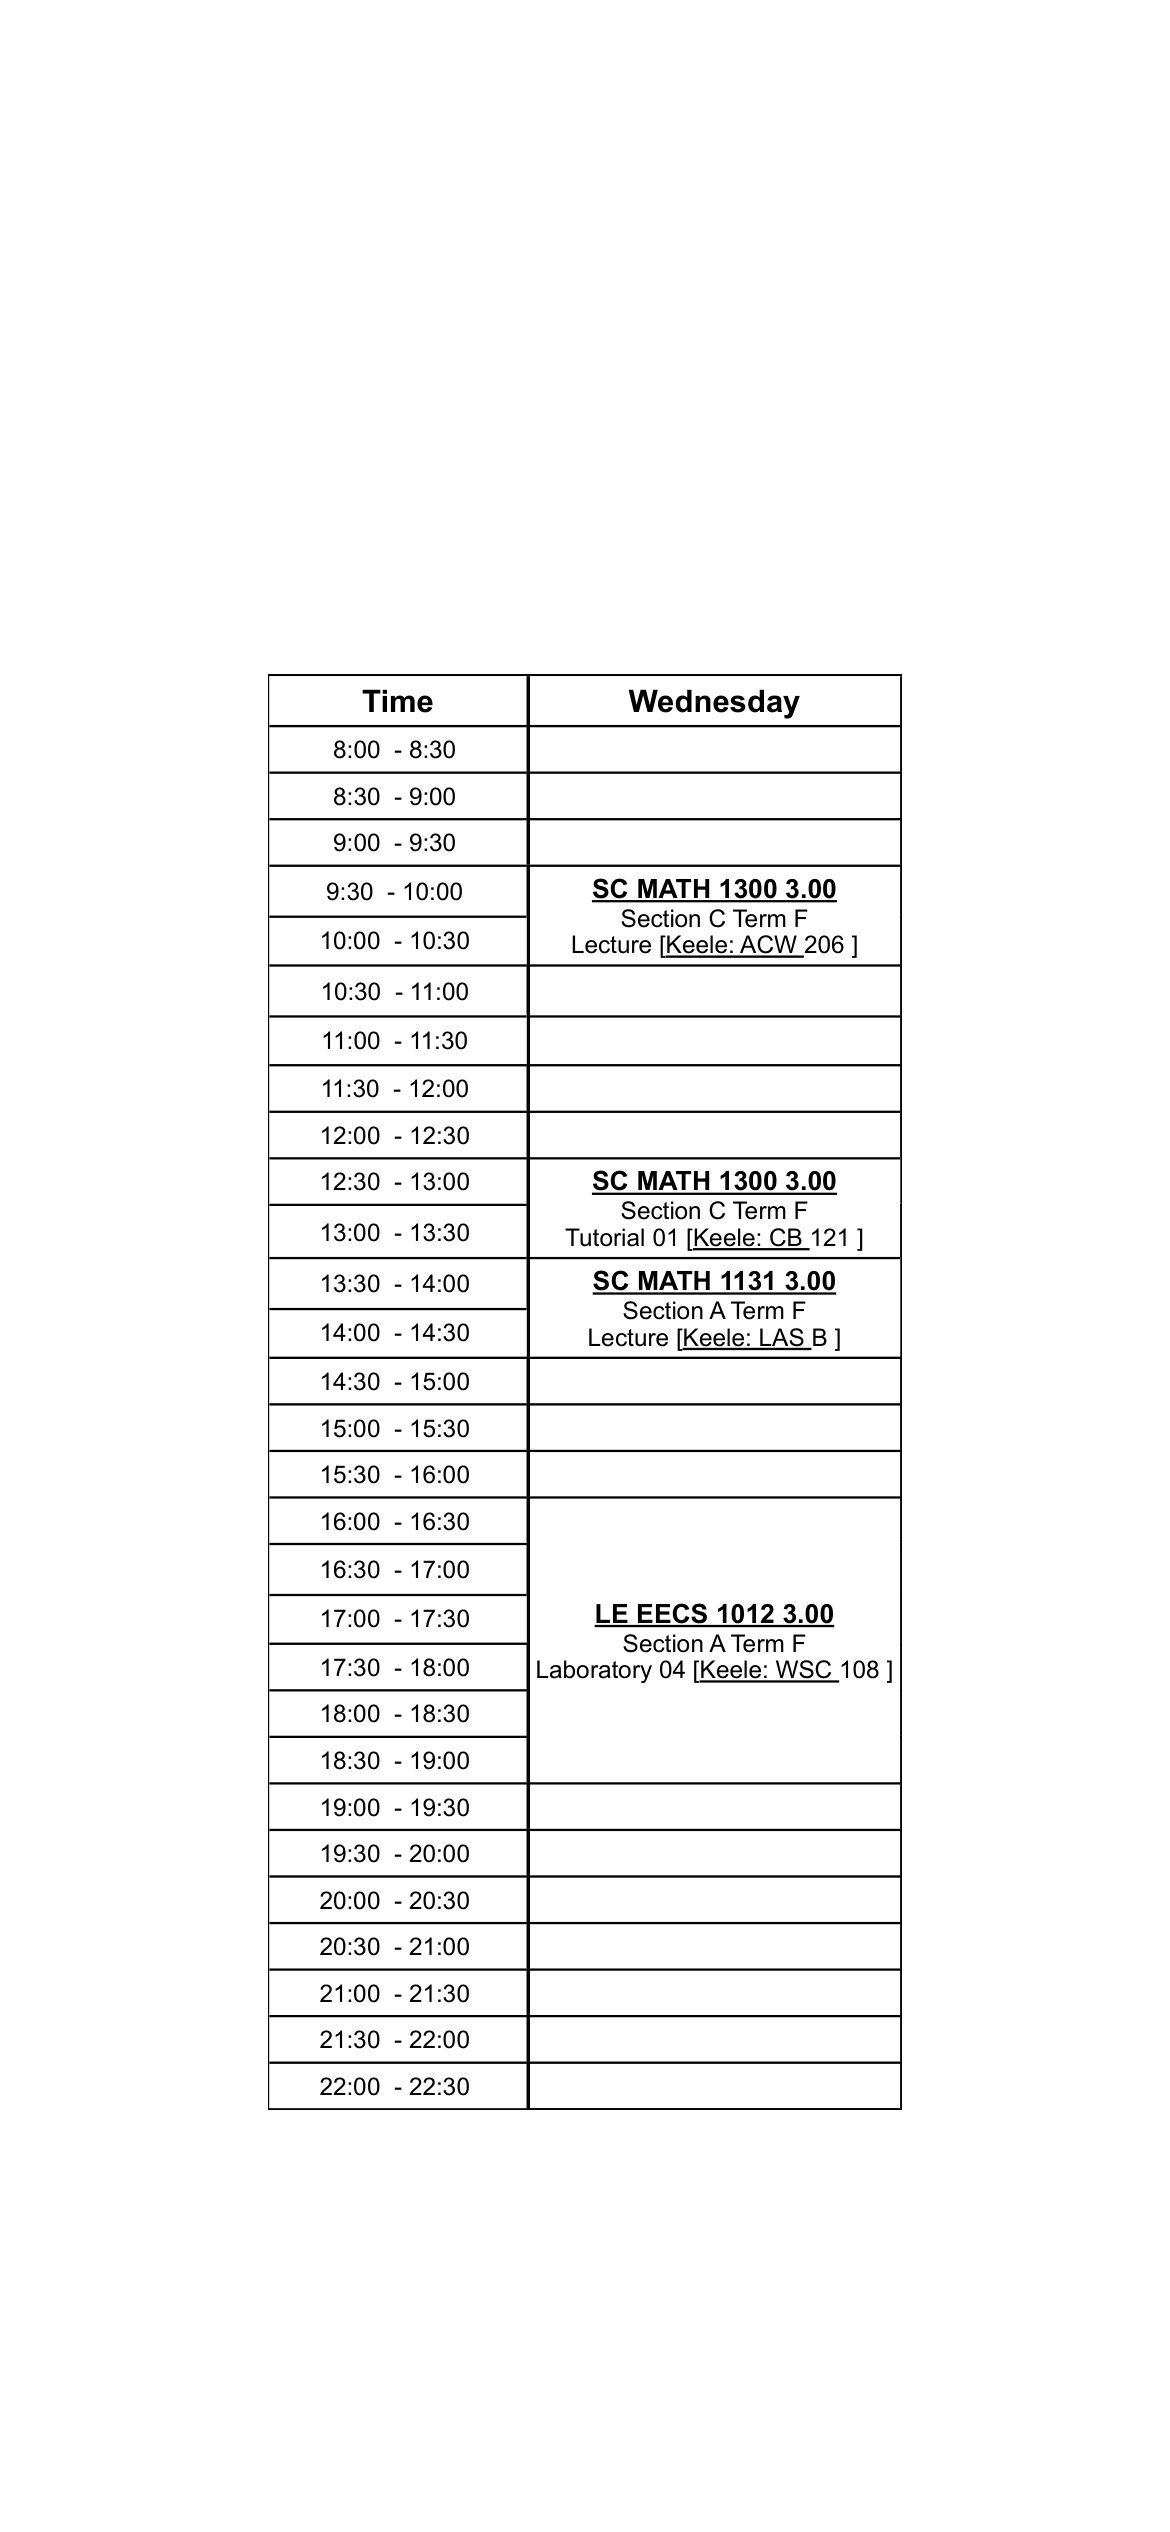 Time Wednesday
8:00 - 8:30
8:30 - 9:00
9:00 - 9:30
9:30 - 10:00
10:00 - 10:30
SC MATH 1300 3.00
Section C Term F
Lecture [Keele: ACW 206 ]
10:30 - 11:00
11:00 - 11:30
11:30 - 12:00
12:00 - 12:30
12:30 - 13:00
13:00 - 13:30
SC MATH 1300 3.00
Section C Term F
Tutorial 01 [Keele: CB 121 ]
13:30 - 14:00
14:00 - 14:30
SC MATH 1131 3.00
Section A Term F
Lecture [Keele: LAS B ]
14:30 - 15:00
15:00 - 15:30
15:30 - 16:00
16:00 - 16:30
16:30 - 17:00
17:00 - 17:30
17:30 - 18:00
18:00 - 18:30
18:30 - 19:00
LE EECS 1012 3.00
Section A Term F
Laboratory 04 [Keele: WSC 108 ]
19:00 - 19:30
19:30 - 20:00
20:00 - 20:30
20:30 - 21:00
21:00 - 21:30
21:30 - 22:00
22:00 - 22:30